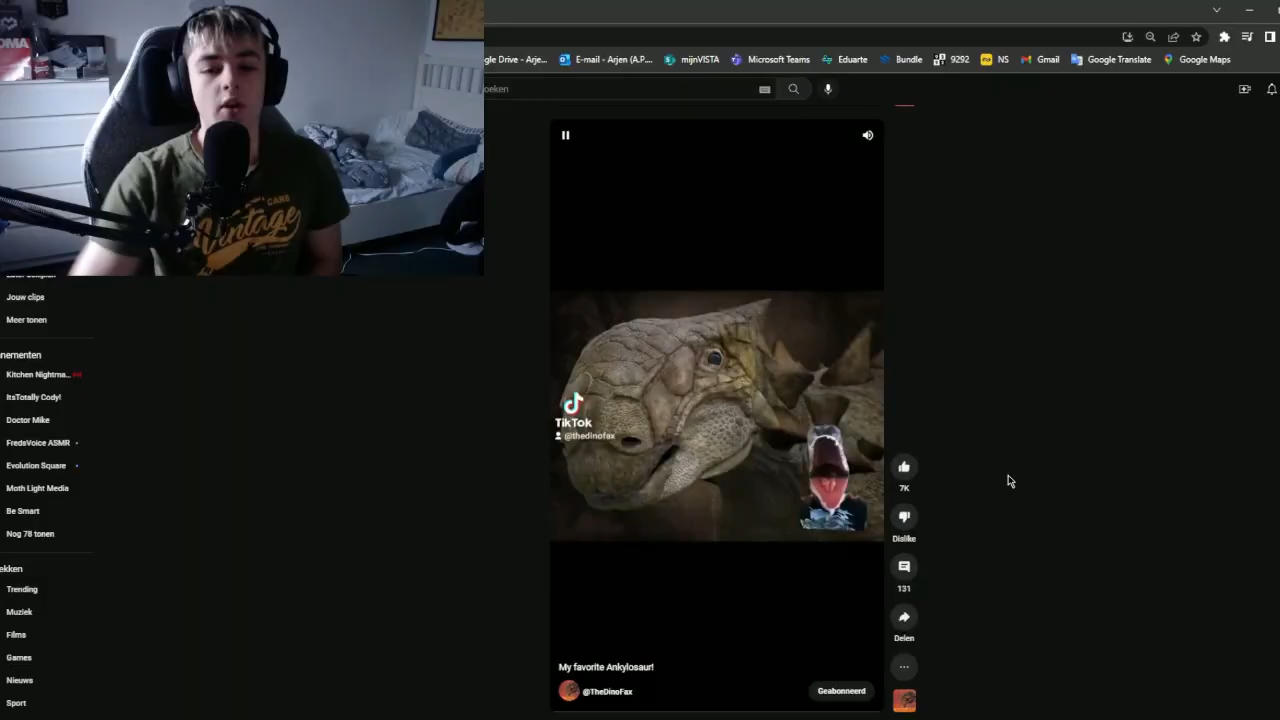 OMA
CARS
Vintage
gle Drive - Arje...
E-mail - Arjen (A.P....
mijnVISTA
Microsoft Teams
Eduarte
Bundle
9292
NS
Gmail
Google Translate
Google Maps
oeken
Jouw clips
Meer tonen
nementen
Kitchen Nightma...
ItsTotally Cody!
Doctor Mike
FredsVoice ASMR
Evolution Square
Moth Light Media
Be Smart
Nog 78 tonen
ekken
Trending
Muziek
Films
Games
Nieuws
Sport
TikTok
@thedinofax
7K
Dislike
131
Delen
My favorite Ankylosaur!
@TheDinoFax
Geabonneerd